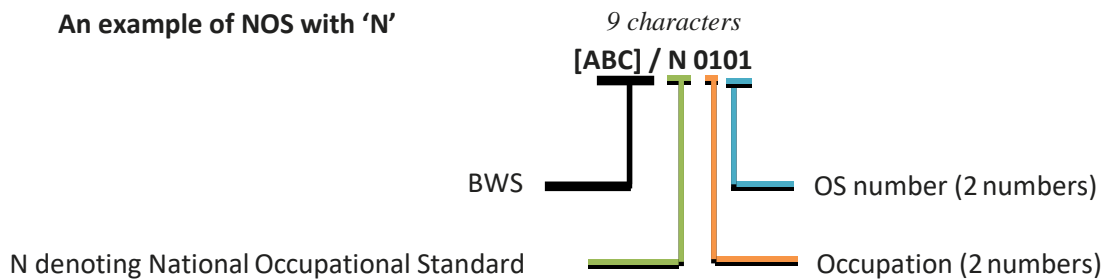 An example of NOS with ‘N’
9 characters
[ABC] / N 0101
BWS
OS number (2 numbers)
N denoting National Occupational Standard
Occupation (2 numbers)